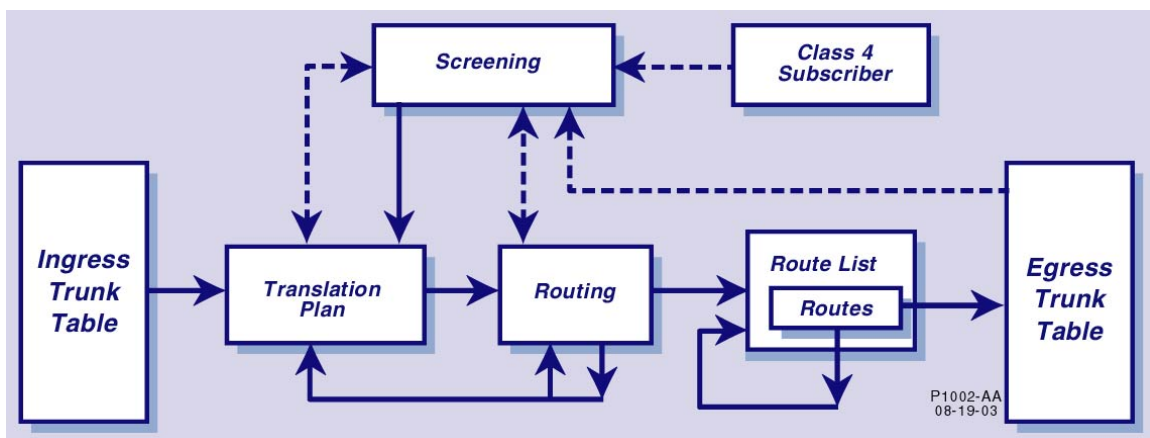 Screening
Class 4
Subscriber
Ingress
Trunk
Table
Translation
Plan
Routing
Route List
Routes
Egress
Trunk
Table
P1002-AA
08-19-03